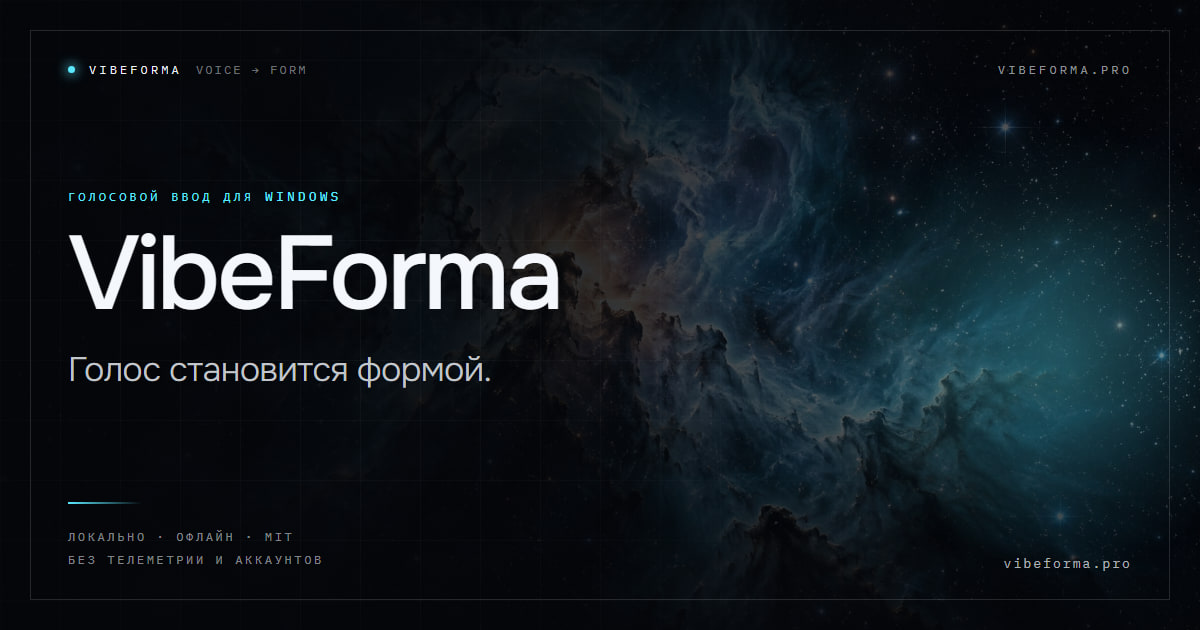 VIBEFORMA VOICE → FORM
VIBEFORMA.PRO
ГОЛОСОВОЙ ВВОД ДЛЯ WINDOWS
VibeForma
Голос становится формой.
ЛОКАЛЬНО · ОФЛАЙН · MIT
БЕЗ ТЕЛЕМЕТРИИ И АККАУНТОВ
vibeforma.pro